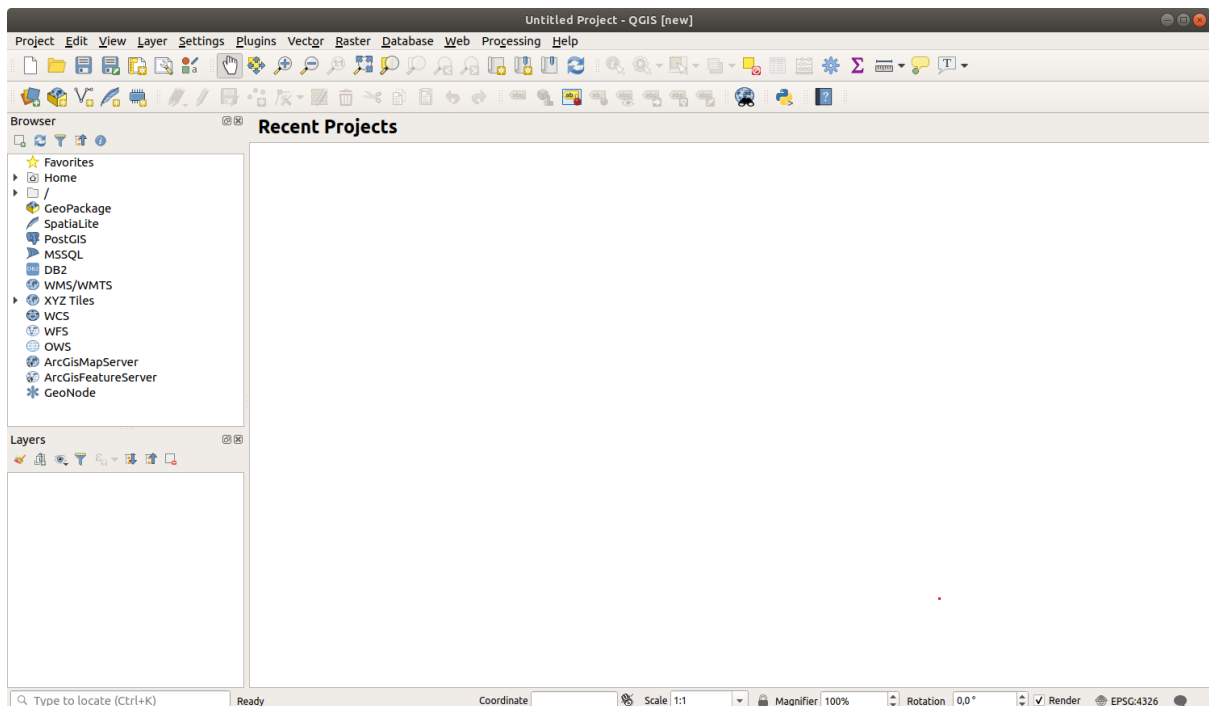 Untitled Project - QGIS [new]
Project Edit View Layer Settings Plugins Vector Raster Database Web Processing Help
Browser
Recent Projects
Favorites
Home
/
GeoPackage
SpatiaLite
PostGIS
MSSQL
DB2
WMS/WMTS
XYZ Tiles
WCS
WFS
OWS
ArcGisMapServer
ArcGisFeatureServer
GeoNode
Layers
Type to locate (Ctrl+K) Ready Coordinate Scale 1:1 Magnifier 100% Rotation 0,0 ° Render EPSG:4326